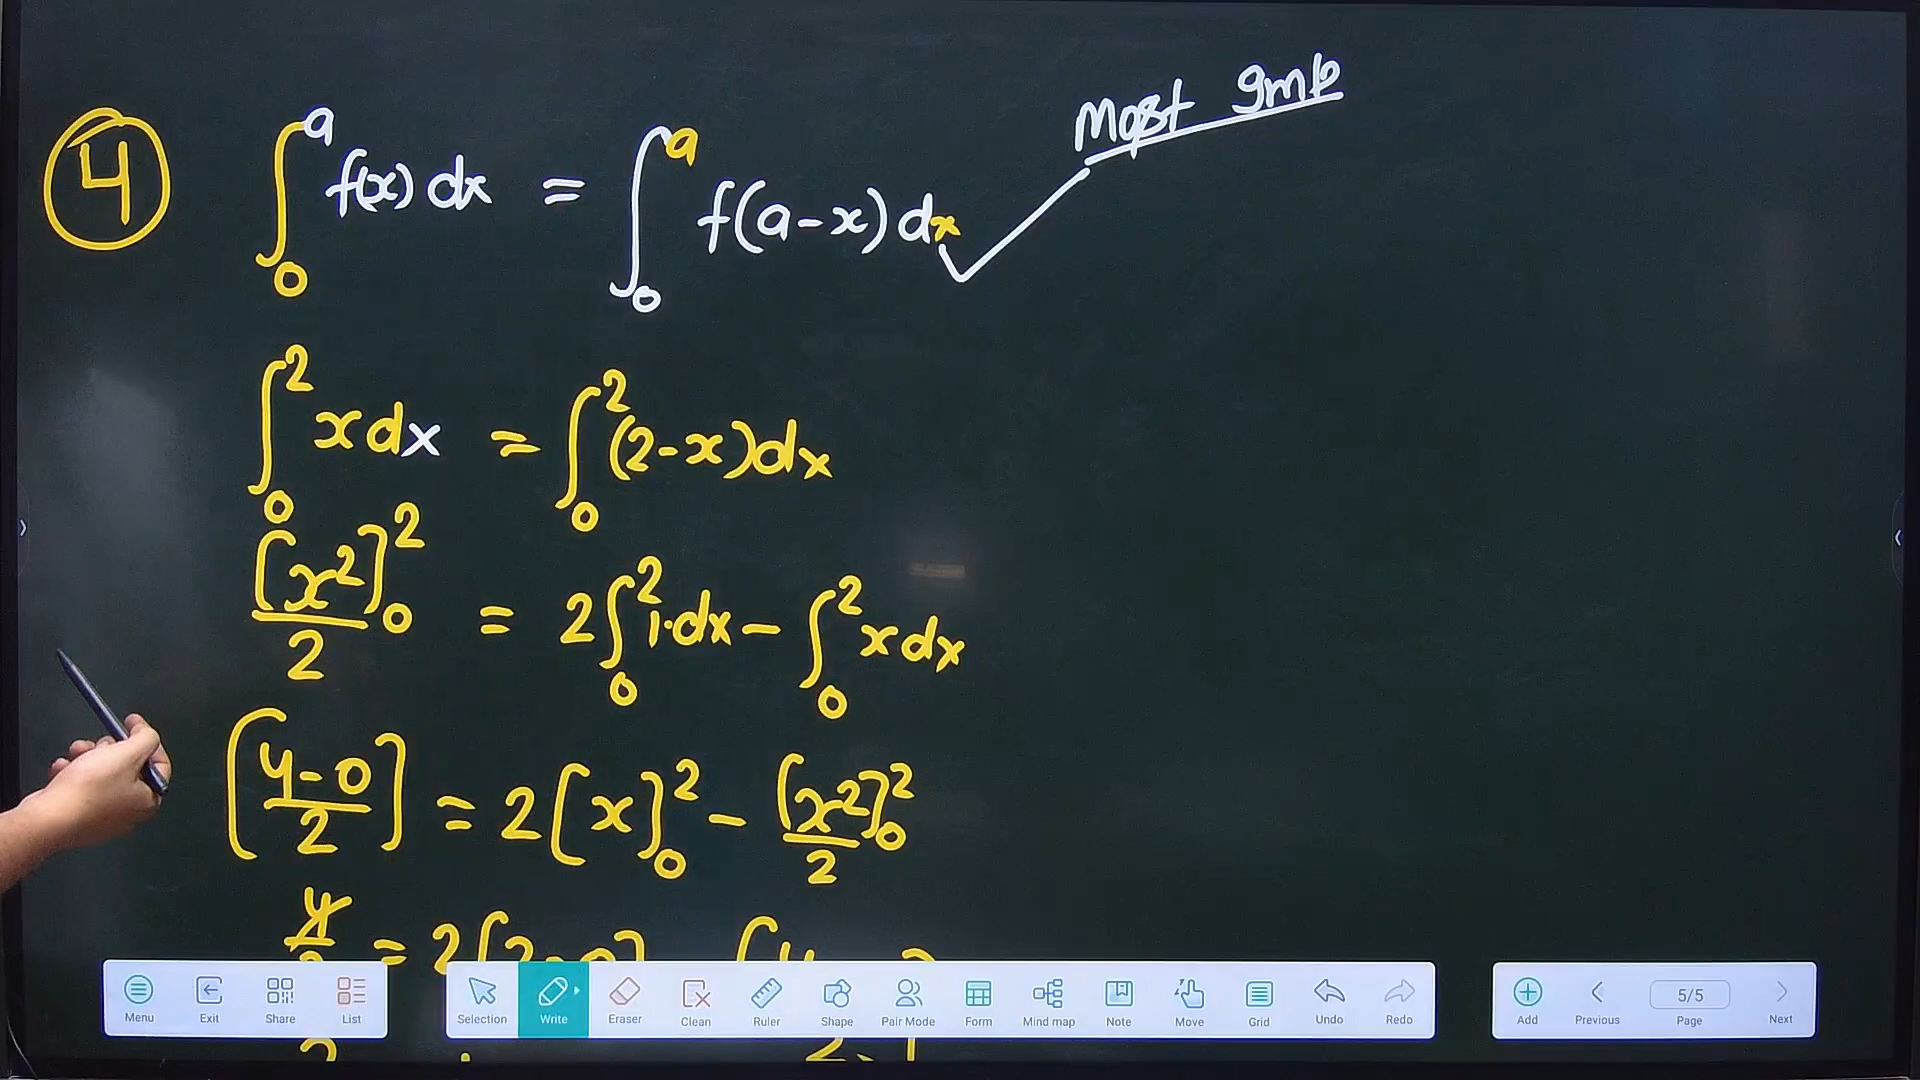 Most Imp
④ ∫₀ᵃ f(x) dx = ∫₀ᵃ f(a-x) dx
∫₀² x dx = ∫₀² (2-x) dx
[x²]₀²/2 = 2∫₀² 1·dx - ∫₀² x dx
[4-0/2] = 2[x]₀² - [x²]₀²/2
Menu Exit Share List Selection Write Eraser Clean Ruler Shape Pair Mode Form Mind map Note Move Grid Undo Redo Add Previous 5/5 Page Next